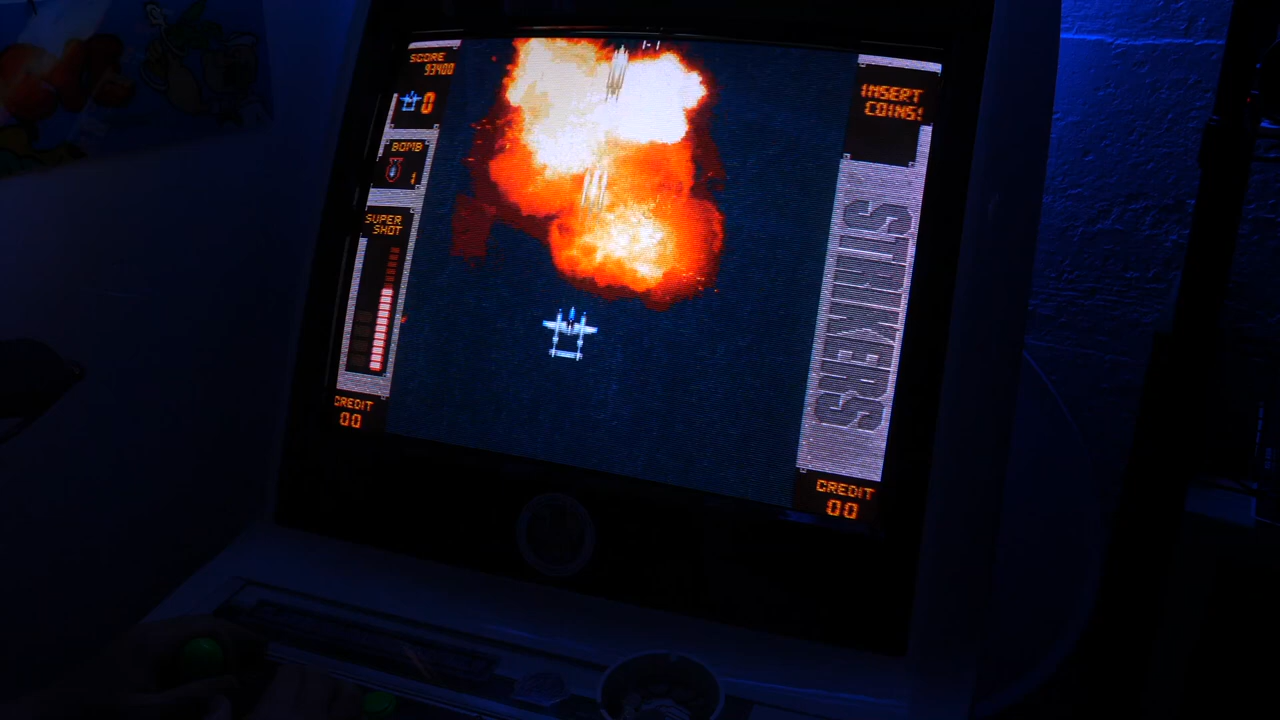 SCORE
93400
0
BOMB
1
SUPER
SHOT
CREDIT
00
1-1
INSERT
COINS!
STRIKERS
CREDIT
00